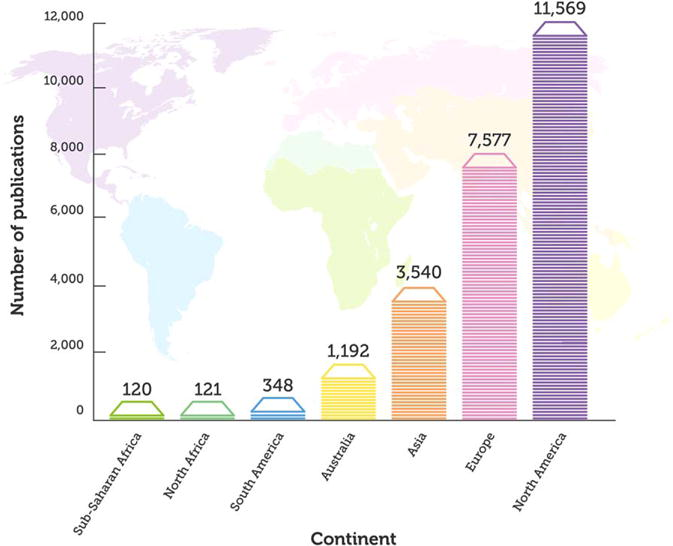 Number of publications
12,000
10,000
8,000
6,000
4,000
2,000
0
120
121
348
1,192
3,540
7,577
11,569
Sub-Saharan Africa
North Africa
South America
Australia
Asia
Europe
North America
Continent